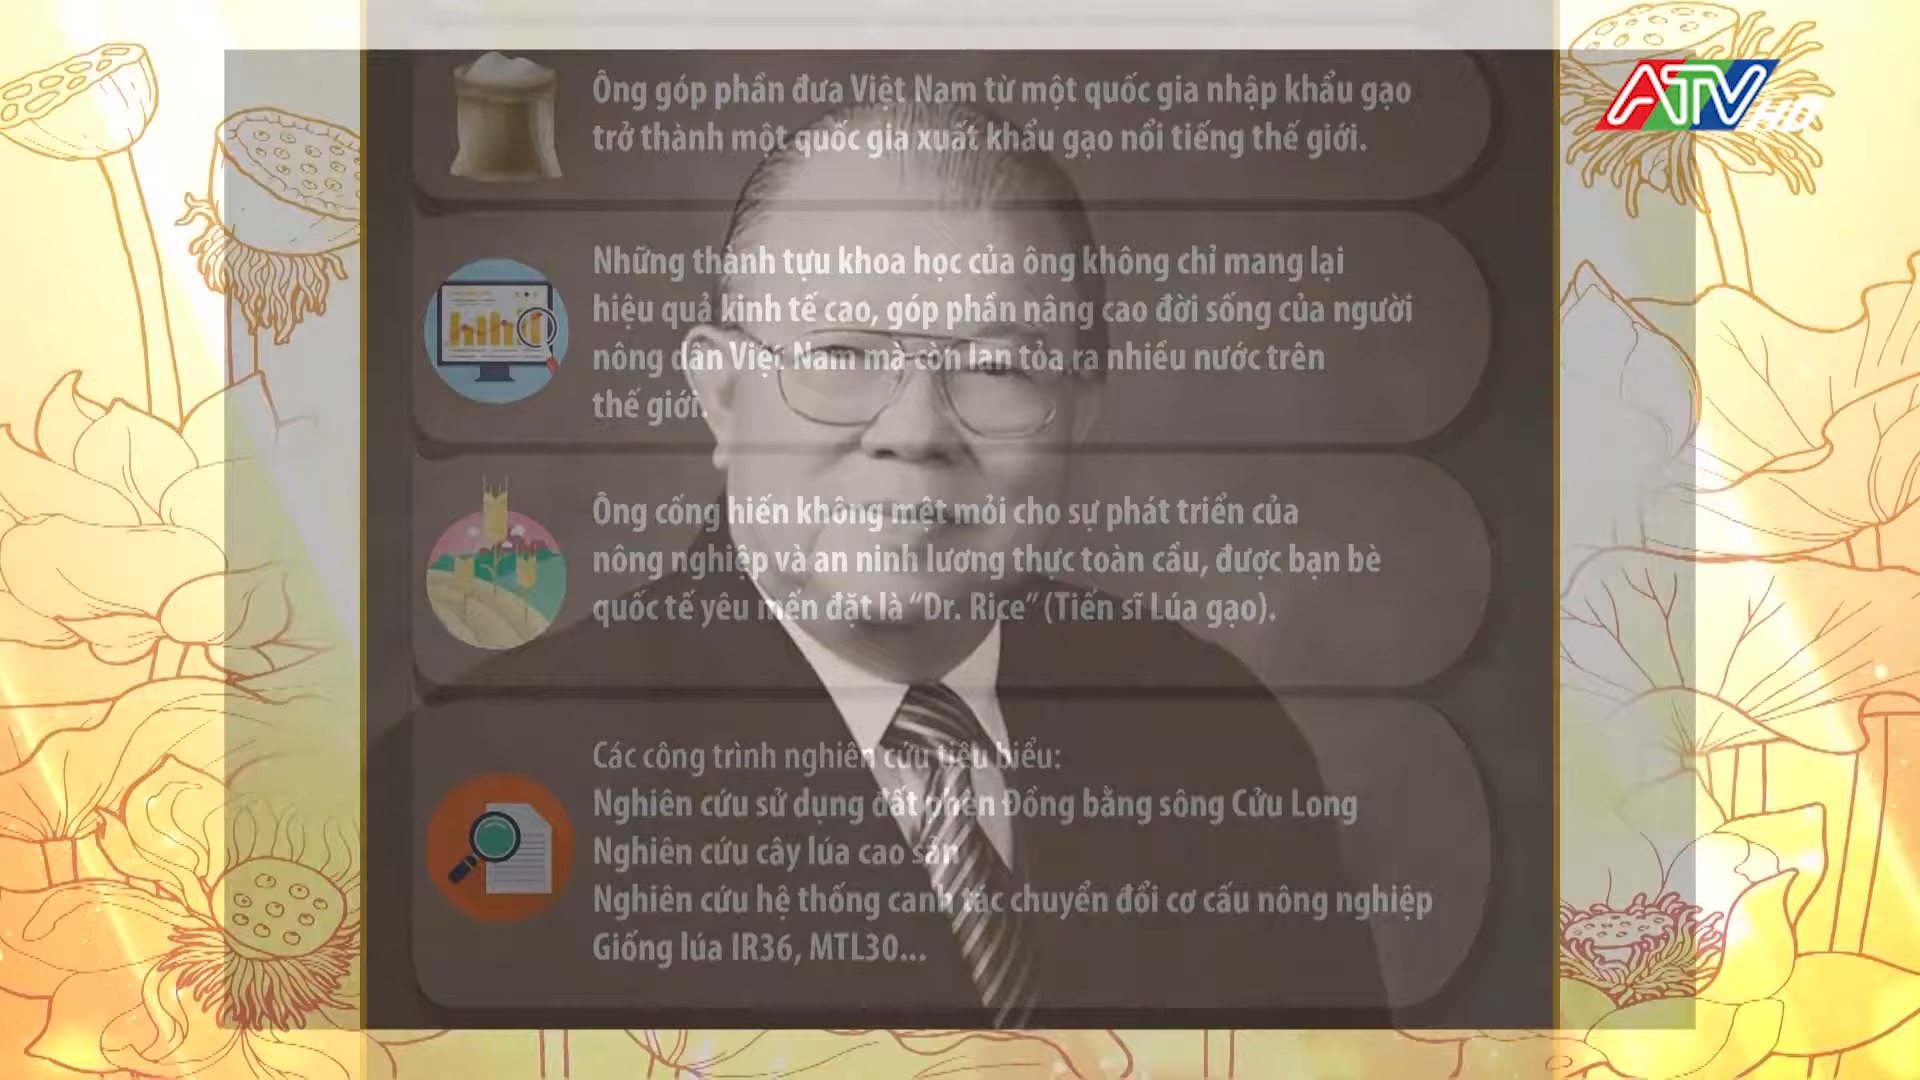 ATV HD
Ông góp phần đưa Việt Nam từ một quốc gia nhập khẩu gạo
trở thành một quốc gia xuất khẩu gạo nổi tiếng thế giới.
Những thành tựu khoa học của ông không chỉ mang lại
hiệu quả kinh tế cao, góp phần nâng cao đời sống của người
nông dân Việt Nam mà còn lan tỏa ra nhiều nước trên
thế giới.
Ông cống hiến không mệt mỏi cho sự phát triển của
nông nghiệp và an ninh lương thực toàn cầu, được bạn bè
quốc tế yêu mến đặt là “Dr. Rice” (Tiến sĩ Lúa gạo).
Các công trình nghiên cứu tiêu biểu:
Nghiên cứu sử dụng đất phèn Đồng bằng sông Cửu Long
Nghiên cứu cây lúa cao sản
Nghiên cứu hệ thống canh tác chuyển đổi cơ cấu nông nghiệp
Giống lúa IR36, MTL30...